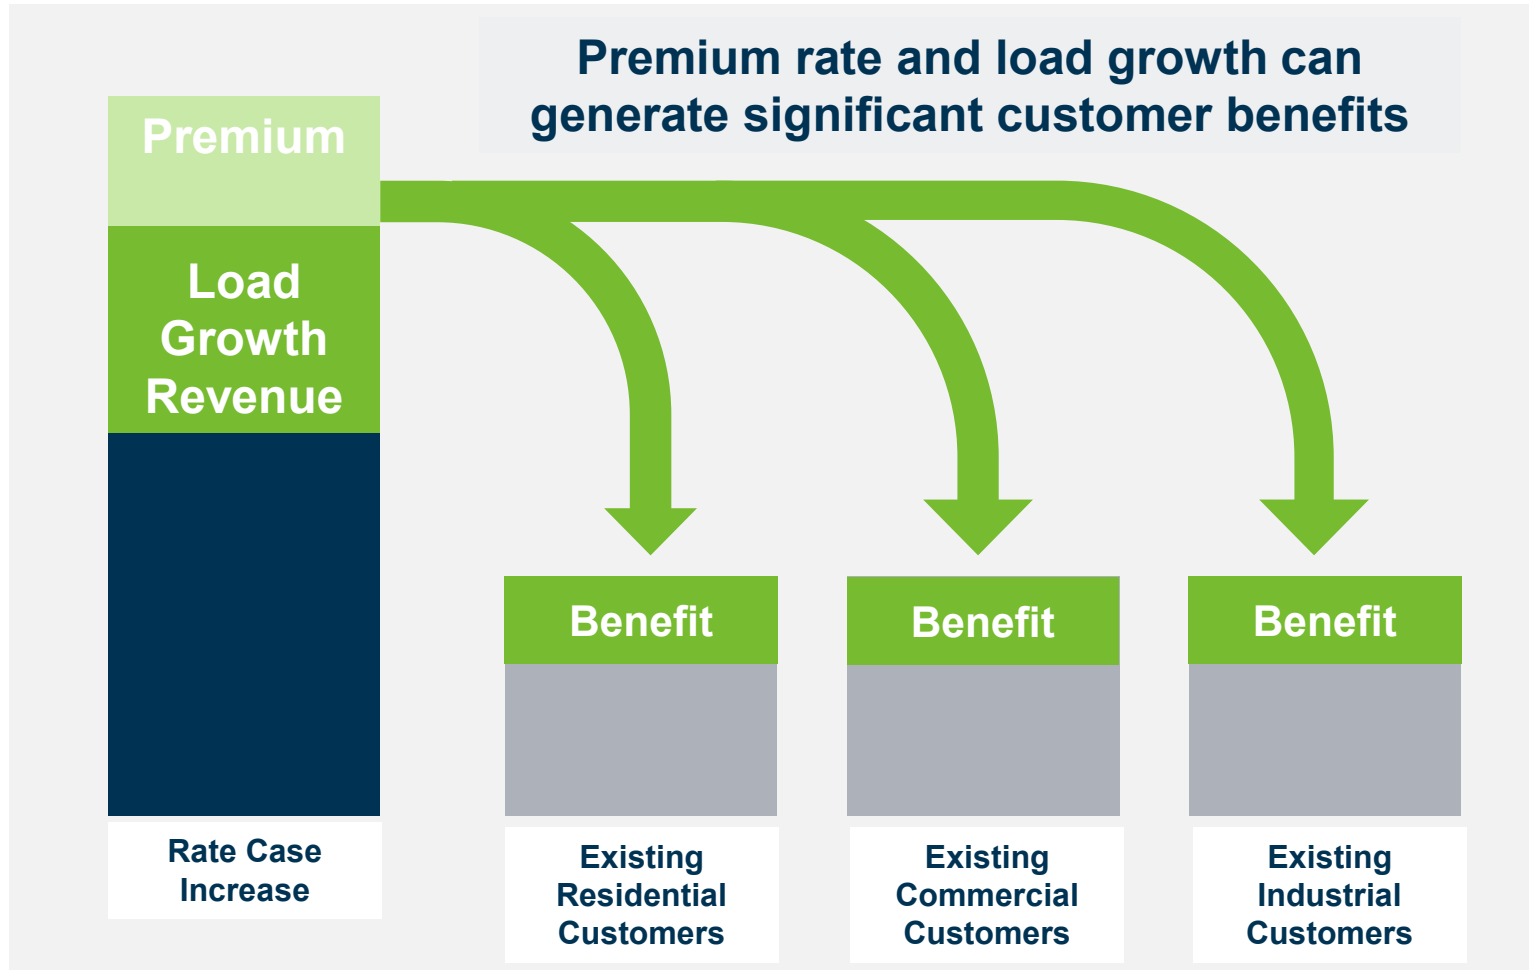 Premium rate and load growth can
generate significant customer benefits
Premium
Load
Growth
Revenue
Benefit
Benefit
Benefit
Rate Case
Increase
Existing
Residential
Customers
Existing
Commercial
Customers
Existing
Industrial
Customers